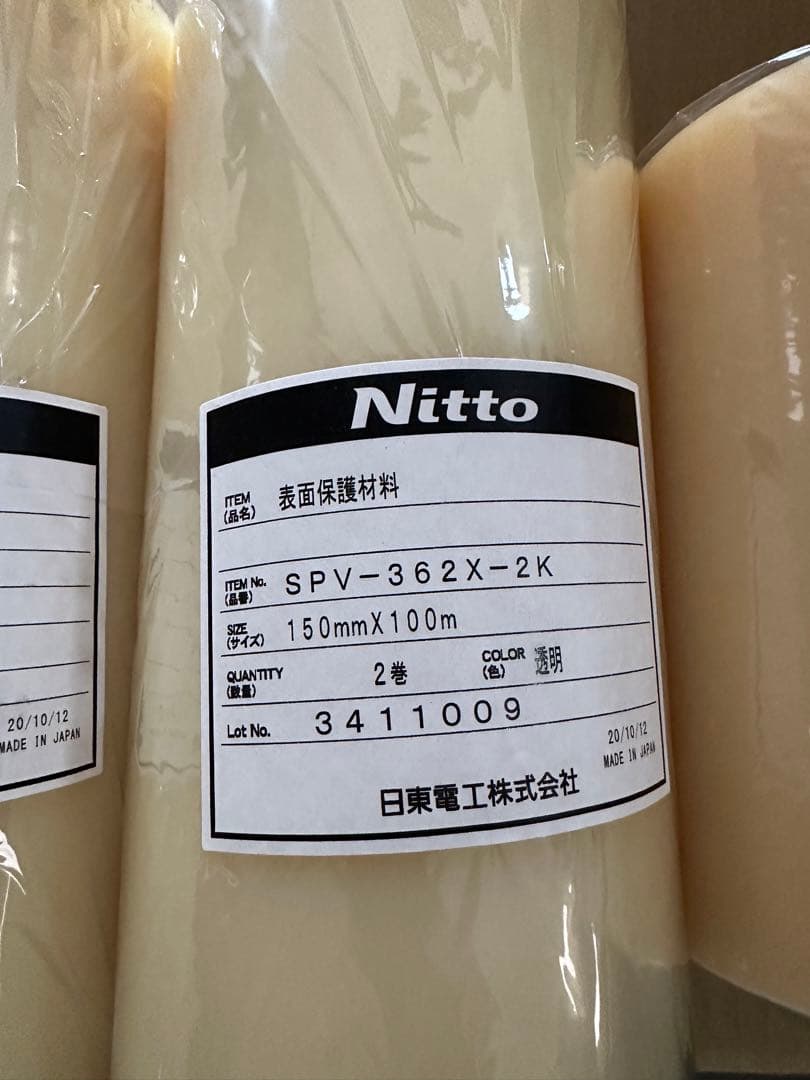 Nitto
ITEM (品名) 表面保護材料
ITEM No. (品番) SPV-362X-2K
SIZE (サイズ) 150mmX100m
QUANTITY (数量) 2巻 COLOR (色) 透明
Lot No. 3411009
20/10/12
MADE IN JAPAN
日東電工株式会社
20/10/12
MADE IN JAPAN